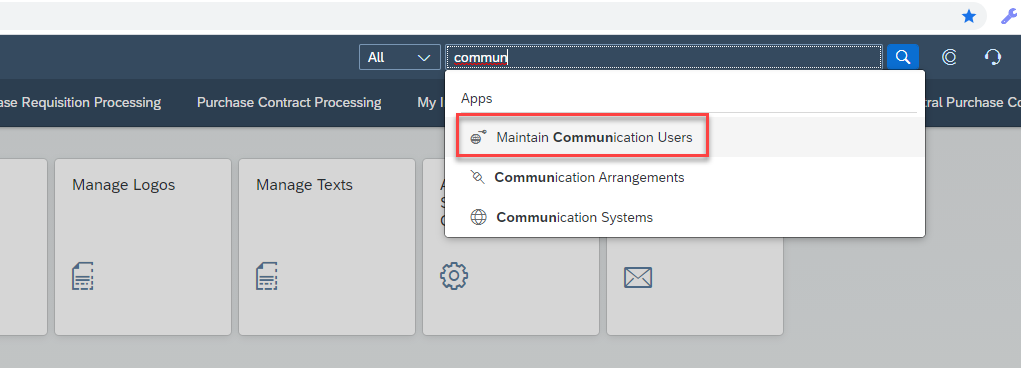 All
commun
ase Requisition Processing
Purchase Contract Processing
My I
tral Purchase Co
Apps
Maintain Communication Users
Communication Arrangements
Communication Systems
Manage Logos
Manage Texts